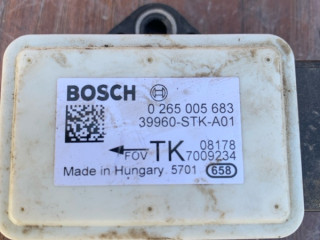 BOSCH
0 265 005 683
39960-STK-A01
FOV TK 08178
7009234
Made in Hungary 5701 658